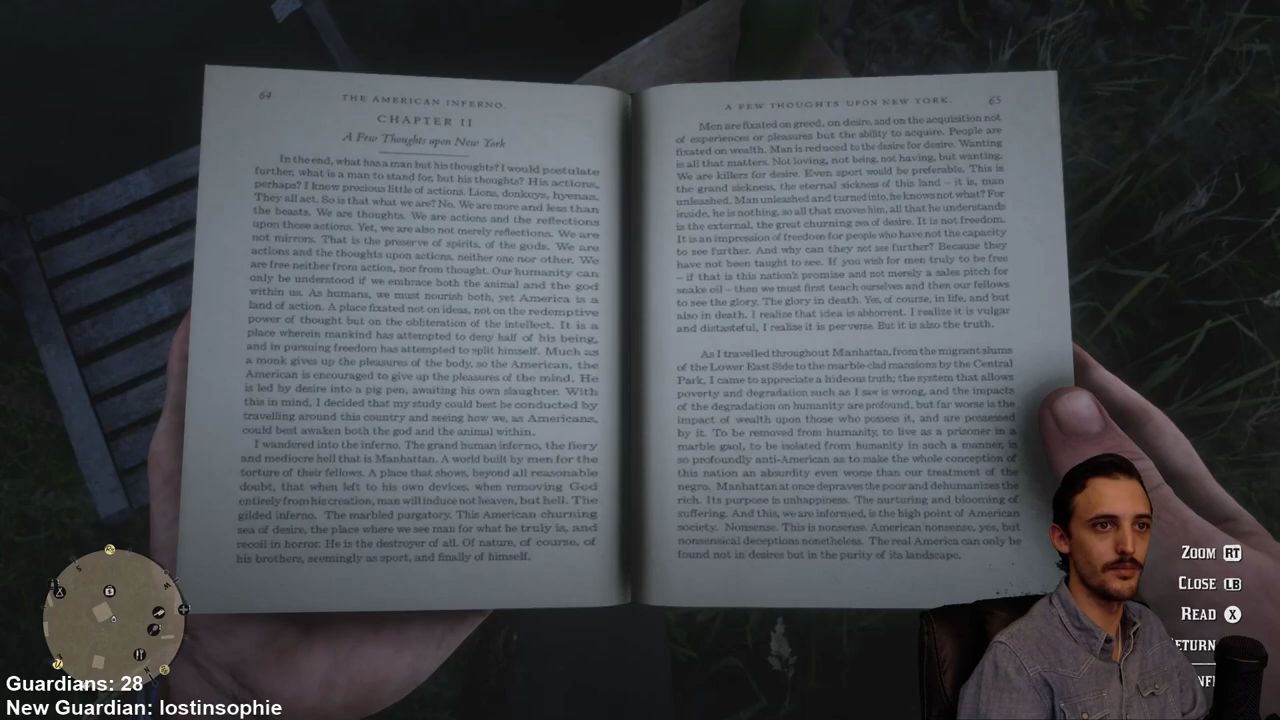 64
THE AMERICAN INFERNO.
CHAPTER II
A Few Thoughts upon New York
In the end, what has a man but his thoughts? I would postulate
further, what is a man to stand for, but his thoughts? His actions,
perhaps? I know precious little of actions. Lions, donkeys, hyenas.
They all act. So is that what we are? No. We are more and less than
the beasts. We are thoughts. We are actions and the reflections
upon those actions. Yet, we are also not merely reflections. We are
not mirrors. That is the preserve of spirits, of the gods. We are
actions and the thoughts upon actions, neither one nor other. We
are free neither from action, nor from thought. Our humanity can
only be understood if we embrace both the animal and the god
within us. As humans, we must nourish both, yet America is a
land of action. A place fixated not on ideas, not on the redemptive
power of thought but on the obliteration of the intellect. It is a
place wherein mankind has attempted to deny half of his being,
and in pursuing freedom has attempted to split himself. Much as
a monk gives up the pleasures of the body, so the American, the
American is encouraged to give up the pleasures of the mind. He
is led by desire into a pig pen, awaiting his own slaughter. With
this in mind, I decided that my study could best be conducted by
travelling around this country and seeing how we, as Americans,
could best awaken both the god and the animal within.
I wandered into the inferno. The grand human inferno, the fiery
and mediocre hell that is Manhattan. A world built by men for the
torture of their fellows. A place that shows, beyond all reasonable
doubt, that when left to his own devices, when removing God
entirely from his creation, man will induce not heaven, but hell. The
gilded inferno. The marbled purgatory. This American churning
sea of desire, the place where we see man for what he truly is, and
recoil in horror. He is the destroyer of all. Of nature, of course, of
his brothers, seemingly as sport, and finally of himself.
A FEW THOUGHTS UPON NEW YORK.
65
Men are fixated on greed, on desire, and on the acquisition not
of experiences or pleasures but the ability to acquire. People are
fixated on wealth. Man is reduced to the desire for desire. Wanting
is all that matters. Not loving, not being, not having, but wanting.
We are killers for desire. Even sport would be preferable. This is
the grand sickness, the eternal sickness of this land – it is, man
unleashed. Man unleashed and turned into, he knows not what? For
inside, he is nothing, so all that moves him, all that he understands
is the external, the great churning sea of desire. It is not freedom.
It is an impression of freedom for people who have not the capacity
to see further. And why can they not see further? Because they
have not been taught to see. If you wish for men truly to be free
– if that is this nation's promise and not merely a sales pitch for
snake oil – then we must first teach ourselves and then our fellows
to see the glory. The glory in death. Yes, of course, in life, and but
also in death. I realize that idea is abhorrent. I realize it is vulgar
and distasteful, I realize it is perverse. But it is also the truth.
As I travelled throughout Manhattan, from the migrant slums
of the Lower East Side to the marble-clad mansions by the Central
Park, I came to appreciate a hideous truth; the system that allows
poverty and degradation such as I saw is wrong, and the impacts
of the degradation on humanity are profound, but far worse is the
impact of wealth upon those who possess it, and are possessed
by it. To be removed from humanity, to live as a prisoner in a
marble gaol, to be isolated from humanity in such a manner, is
so profoundly anti-American as to make the whole conception of
this nation an absurdity even worse than our treatment of the
negro. Manhattan at once depraves the poor and dehumanizes the
rich. Its purpose is unhappiness. The nurturing and blooming of
suffering. And this, we are informed, is the high point of American
society. Nonsense. This is nonsense. American nonsense, yes, but
nonsensical deceptions nonetheless. The real America can only be
found not in desires but in the purity of its landscape.
ZOOM RT
CLOSE LB
READ X
Guardians: 28
New Guardian: lostinsophie